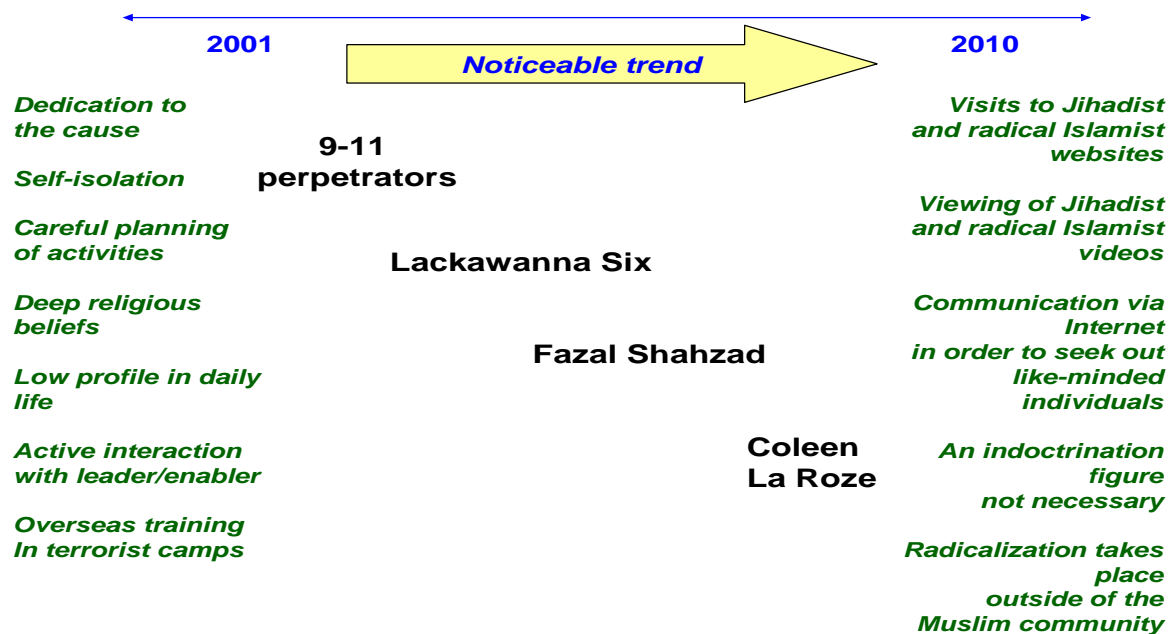 2001
2010
Noticeable trend
Dedication to
the cause
Self-isolation
Careful planning
of activities
Deep religious
beliefs
Low profile in daily
life
Active interaction
with leader/enabler
Overseas training
In terrorist camps
9-11
perpetrators
Lackawanna Six
Fazal Shahzad
Coleen
La Roze
Visits to Jihadist
and radical Islamist
websites
Viewing of Jihadist
and radical Islamist
videos
Communication via
Internet
in order to seek out
like-minded
individuals
An indoctrination
figure
not necessary
Radicalization takes
place
outside of the
Muslim community